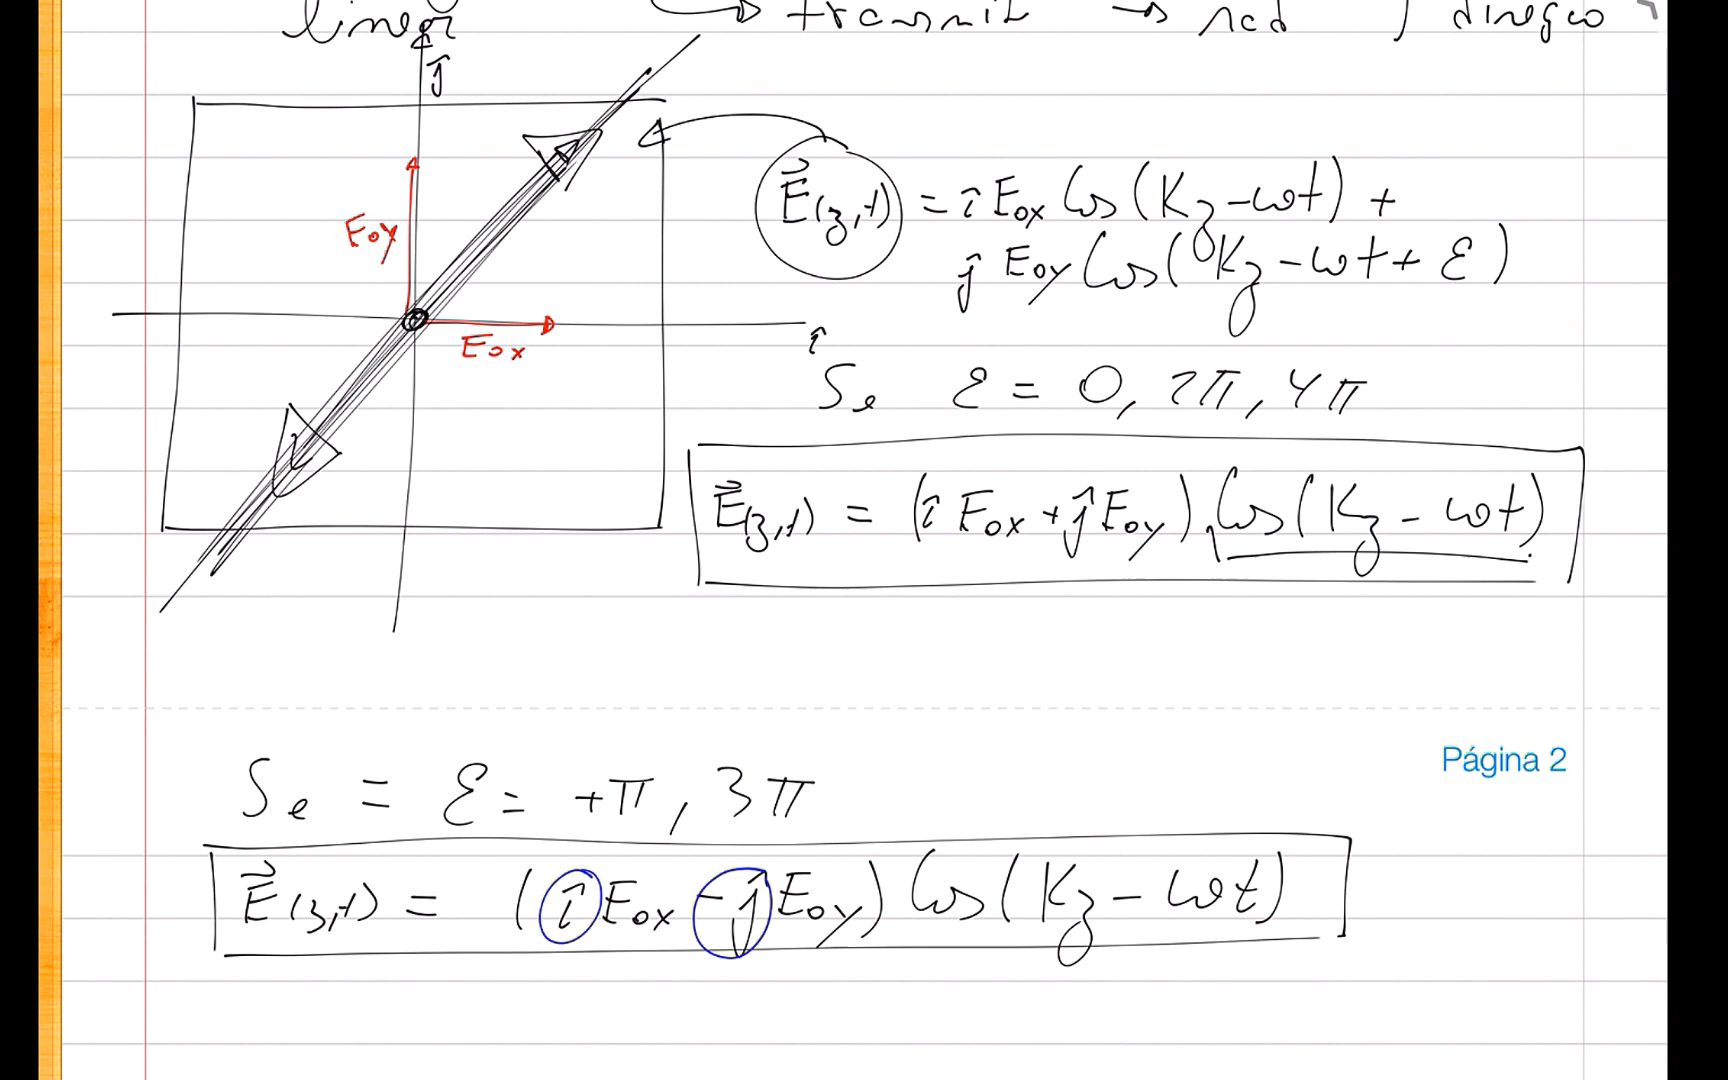 linear → transmit → rad } direção
ĵ
E⃗(z,t) = î Eox Cos(Kz-ωt) +
Eoy
ĵ Eoy Cos(Kz-ωt+ε)
Eox
î
Se ε = 0, 2π, 4π
E⃗(z,t) = (î Eox + ĵ Eoy). Cos(Kz - ωt)
Página 2
Se = ε = +π, 3π
E⃗(z,t) = (î Eox - ĵ Eoy) Cos(Kz - ωt)